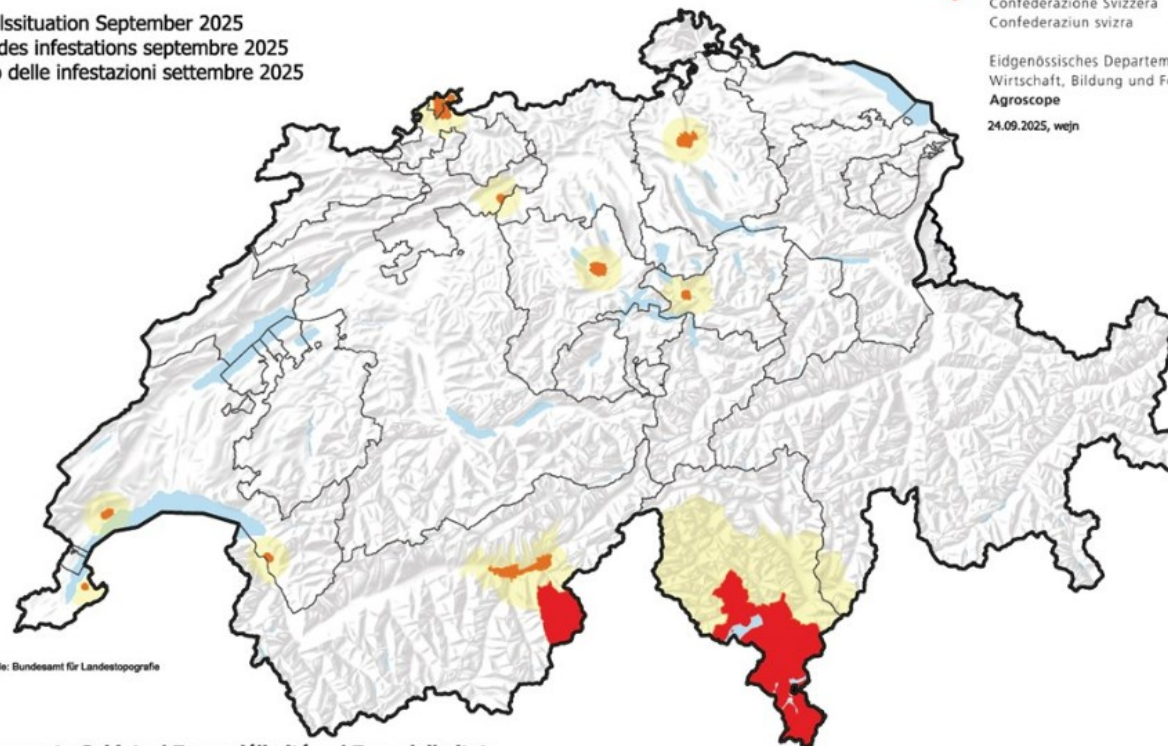 lssituation September 2025
des infestations septembre 2025
delle infestazioni settembre 2025
Confederazione Svizzera
Confederaziun svizra
Eidgenössisches Departem
Wirtschaft, Bildung und F
Agroscope
24.09.2025, wejn
le: Bundesamt für Landestopografie